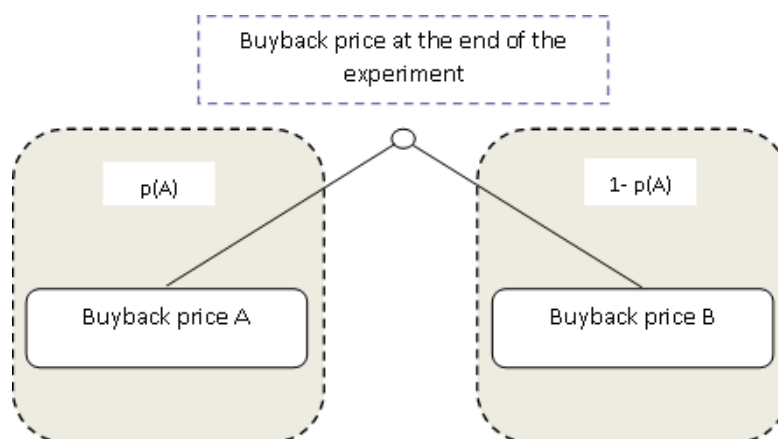 Buyback price at the end of the
experiment
p(A)
1- p(A)
Buyback price A
Buyback price B